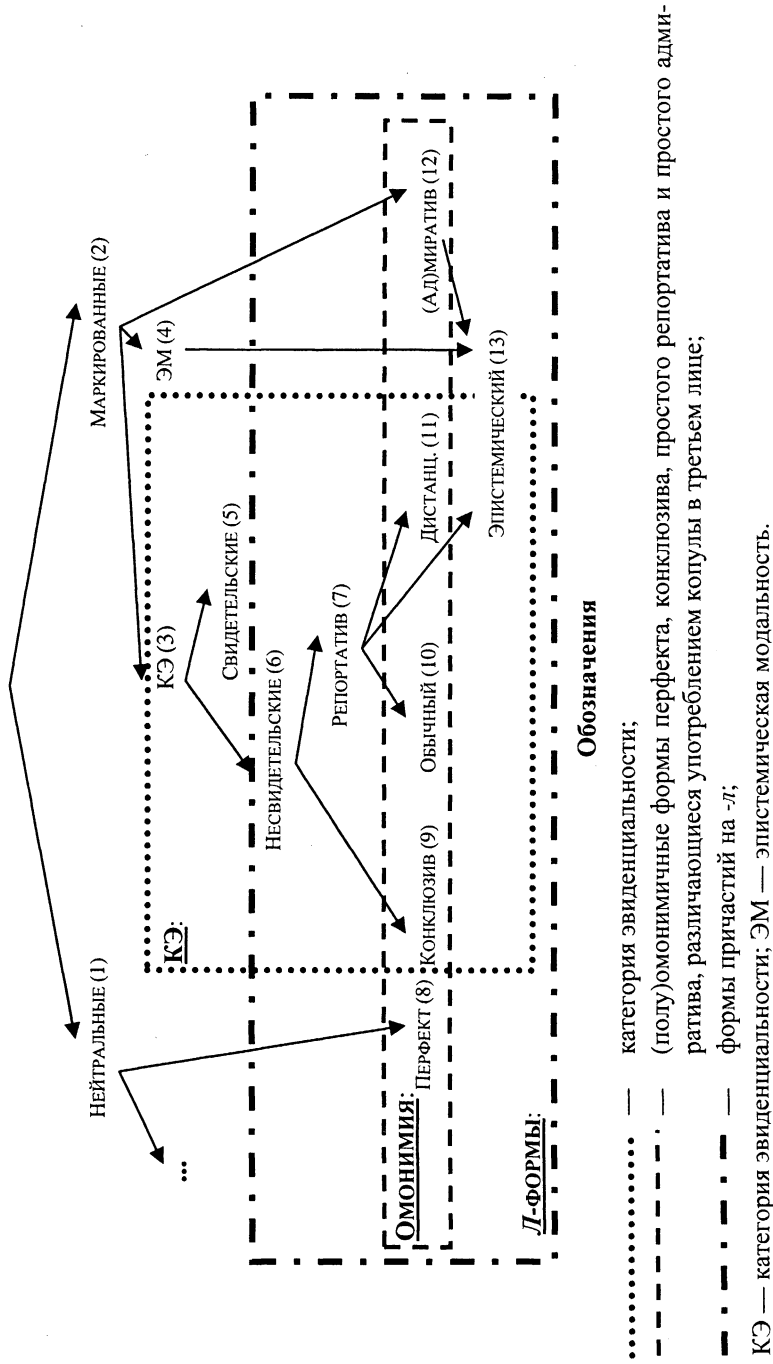 НЕЙТРАЛЬНЫЕ (1)
МАРКИРОВАННЫЕ (2)
...
КЭ:
КЭ (3)
ЭМ (4)
СВИДЕТЕЛЬСКИЕ (5)
НЕСВИДЕТЕЛЬСКИЕ (6)
РЕПОРТАТИВ (7)
ОМОНИМИЯ:
ПЕРФЕКТ (8)
КОНКЛЮЗИВ (9)
ОБЫЧНЫЙ (10)
ДИСТАНЦ. (11)
(АД)МИРАТИВ (12)
ЭПИСТЕМИЧЕСКИЙ (13)
Л-ФОРМЫ:
Обозначения
— категория эвиденциальности;
— (полу)омонимичные формы перфекта, конклюзива, простого репортатива и простого адми-
ратива, различающиеся употреблением копулы в третьем лице;
— формы причастий на -л;
КЭ — категория эвиденциальности; ЭМ — эпистемическая модальность.